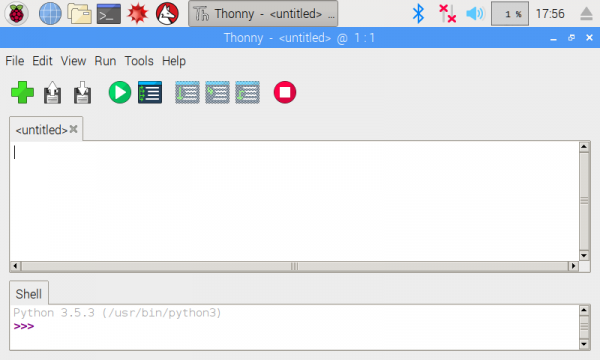 Thonny - <untitled> ...
1 %
17:56
Thonny - <untitled> @ 1:1
File Edit View Run Tools Help
<untitled>
Shell
Python 3.5.3 (/usr/bin/python3)
>>>